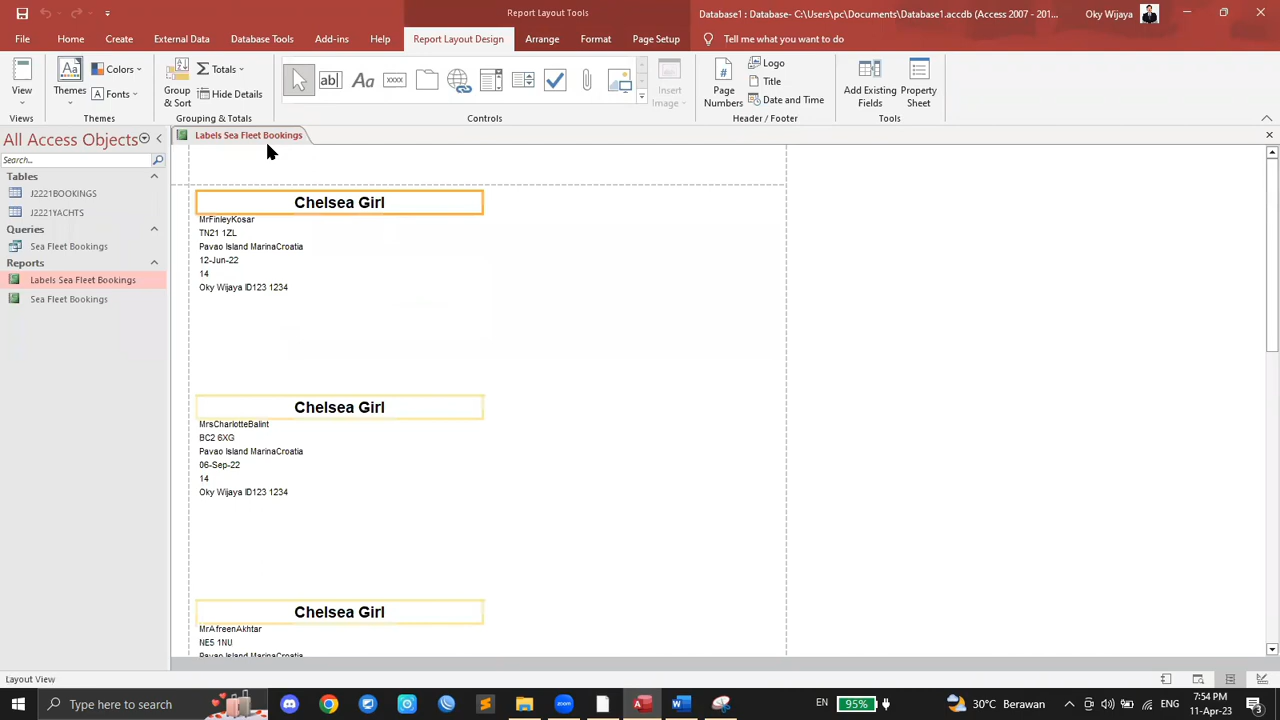 Report Layout Tools
Database1 : Database- C:\Users\pc\Documents\Database1.accdb (Access 2007 - 201...
Oky Wijaya
File
Home
Create
External Data
Database Tools
Add-ins
Help
Report Layout Design
Arrange
Format
Page Setup
Tell me what you want to do
View
Themes
Colors
Fonts
Group
& Sort
Totals
Hide Details
Insert
Image
Page
Numbers
Logo
Title
Date and Time
Add Existing
Fields
Property
Sheet
Views
Themes
Grouping & Totals
Controls
Header / Footer
Tools
All Access Objects
Search...
Tables
J2221BOOKINGS
J2221YACHTS
Queries
Sea Fleet Bookings
Reports
Labels Sea Fleet Bookings
Sea Fleet Bookings
Labels Sea Fleet Bookings
Chelsea Girl
MrFinleyKosar
TN21 1ZL
Pavao Island MarinaCroatia
12-Jun-22
14
Oky Wijaya ID123 1234
Chelsea Girl
MrsCharlotteBalint
BC2 6XG
Pavao Island MarinaCroatia
06-Sep-22
14
Oky Wijaya ID123 1234
Chelsea Girl
MrAfreenAkhtar
NE5 1NU
Pavao Island MarinaCroatia
Layout View
Type here to search
EN
95%
30°C Berawan
ENG
7:54 PM
11-Apr-23
3